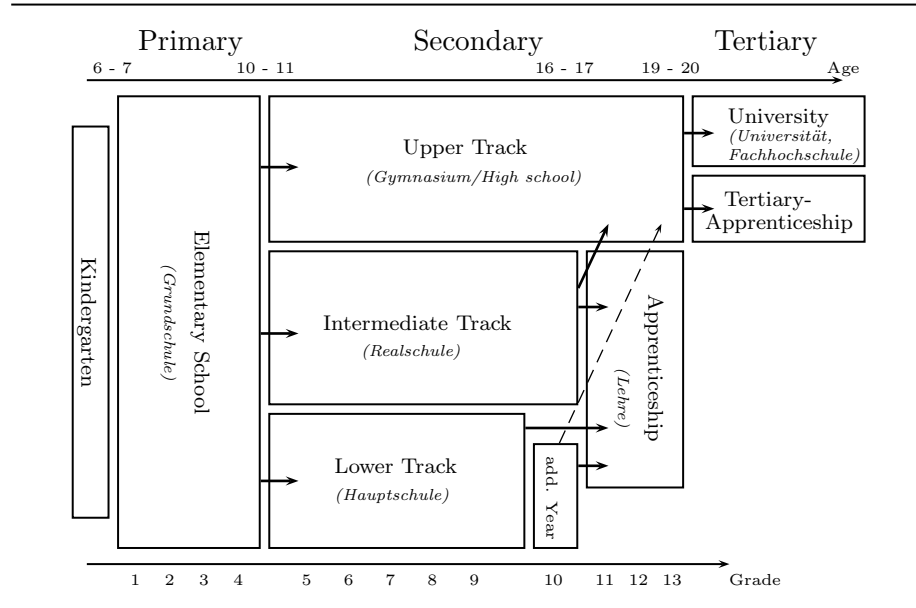 Primary
Secondary
Tertiary
6 - 7
10 - 11
16 - 17
19 - 20
Age
Kindergarten
Elementary School
(Grundschule)
Upper Track
(Gymnasium/High school)
Intermediate Track
(Realschule)
Lower Track
(Hauptschule)
add. Year
Apprenticeship
(Lehre)
University
(Universität,
Fachhochschule)
Tertiary-
Apprenticeship
1 2 3 4 5 6 7 8 9 10 11 12 13 Grade